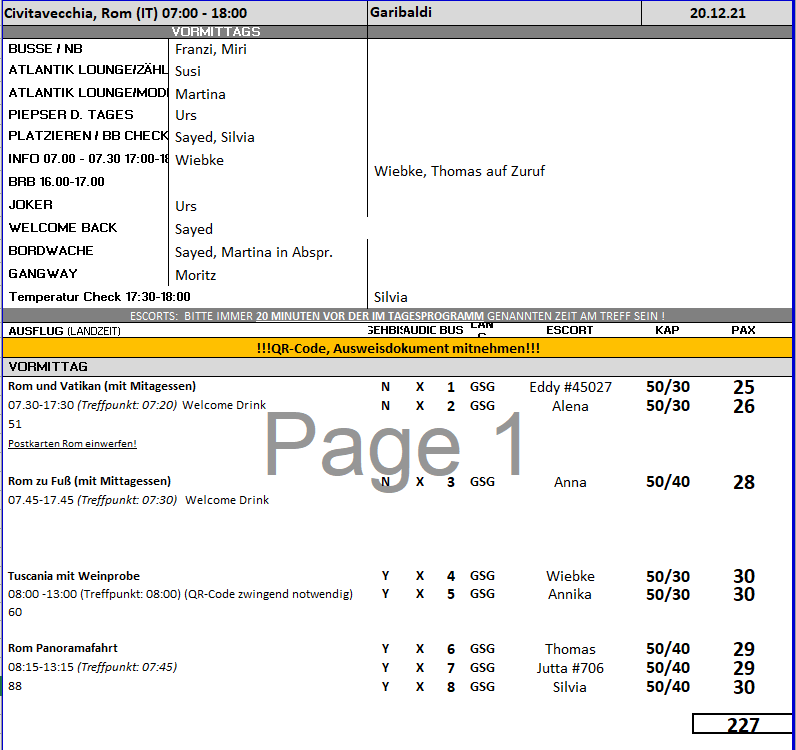 Civitavecchia, Rom (IT) 07:00 - 18:00 Garibaldi 20.12.21
VORMITTAGS
BUSSE / NB Franzi, Miri
ATLANTIK LOUNGE/ZÄHL Susi
ATLANTIK LOUNGE/MODI Martina
PIEPSER D. TAGES Urs
PLATZIEREN / BB CHECK Sayed, Silvia
INFO 07.00 - 07.30 17:00-18 Wiebke
Wiebke, Thomas auf Zuruf
BRB 16.00-17.00
JOKER Urs
WELCOME BACK Sayed
BORDWACHE Sayed, Martina in Abspr.
GANGWAY Moritz
Temperatur Check 17:30-18:00 Silvia
ESCORTS: BITTE IMMER 20 MINUTEN VOR DER IM TAGESPROGRAMM GENANNTEN ZEIT AM TREFF SEIN !
AUSFLUG (LANDZEIT) GEHBIS AUDIO BUS LAN G ESCORT KAP PAX
!!!QR-Code, Ausweisdokument mitnehmen!!!
VORMITTAG
Rom und Vatikan (mit Mitagessen) N X 1 GSG Eddy #45027 50/30 25
07.30-17:30 (Treffpunkt: 07:20) Welcome Drink N X 2 GSG Alena 50/30 26
51
Postkarten Rom einwerfen!
Page 1
Rom zu Fuß (mit Mittagessen) N X 3 GSG Anna 50/40 28
07.45-17.45 (Treffpunkt: 07:30) Welcome Drink
Tuscania mit Weinprobe Y X 4 GSG Wiebke 50/30 30
08:00 -13:00 (Treffpunkt: 08:00) (QR-Code zwingend notwendig) Y X 5 GSG Annika 50/30 30
60
Rom Panoramafahrt Y X 6 GSG Thomas 50/40 29
08:15-13:15 (Treffpunkt: 07:45) Y X 7 GSG Jutta #706 50/40 29
88 Y X 8 GSG Silvia 50/40 30
227